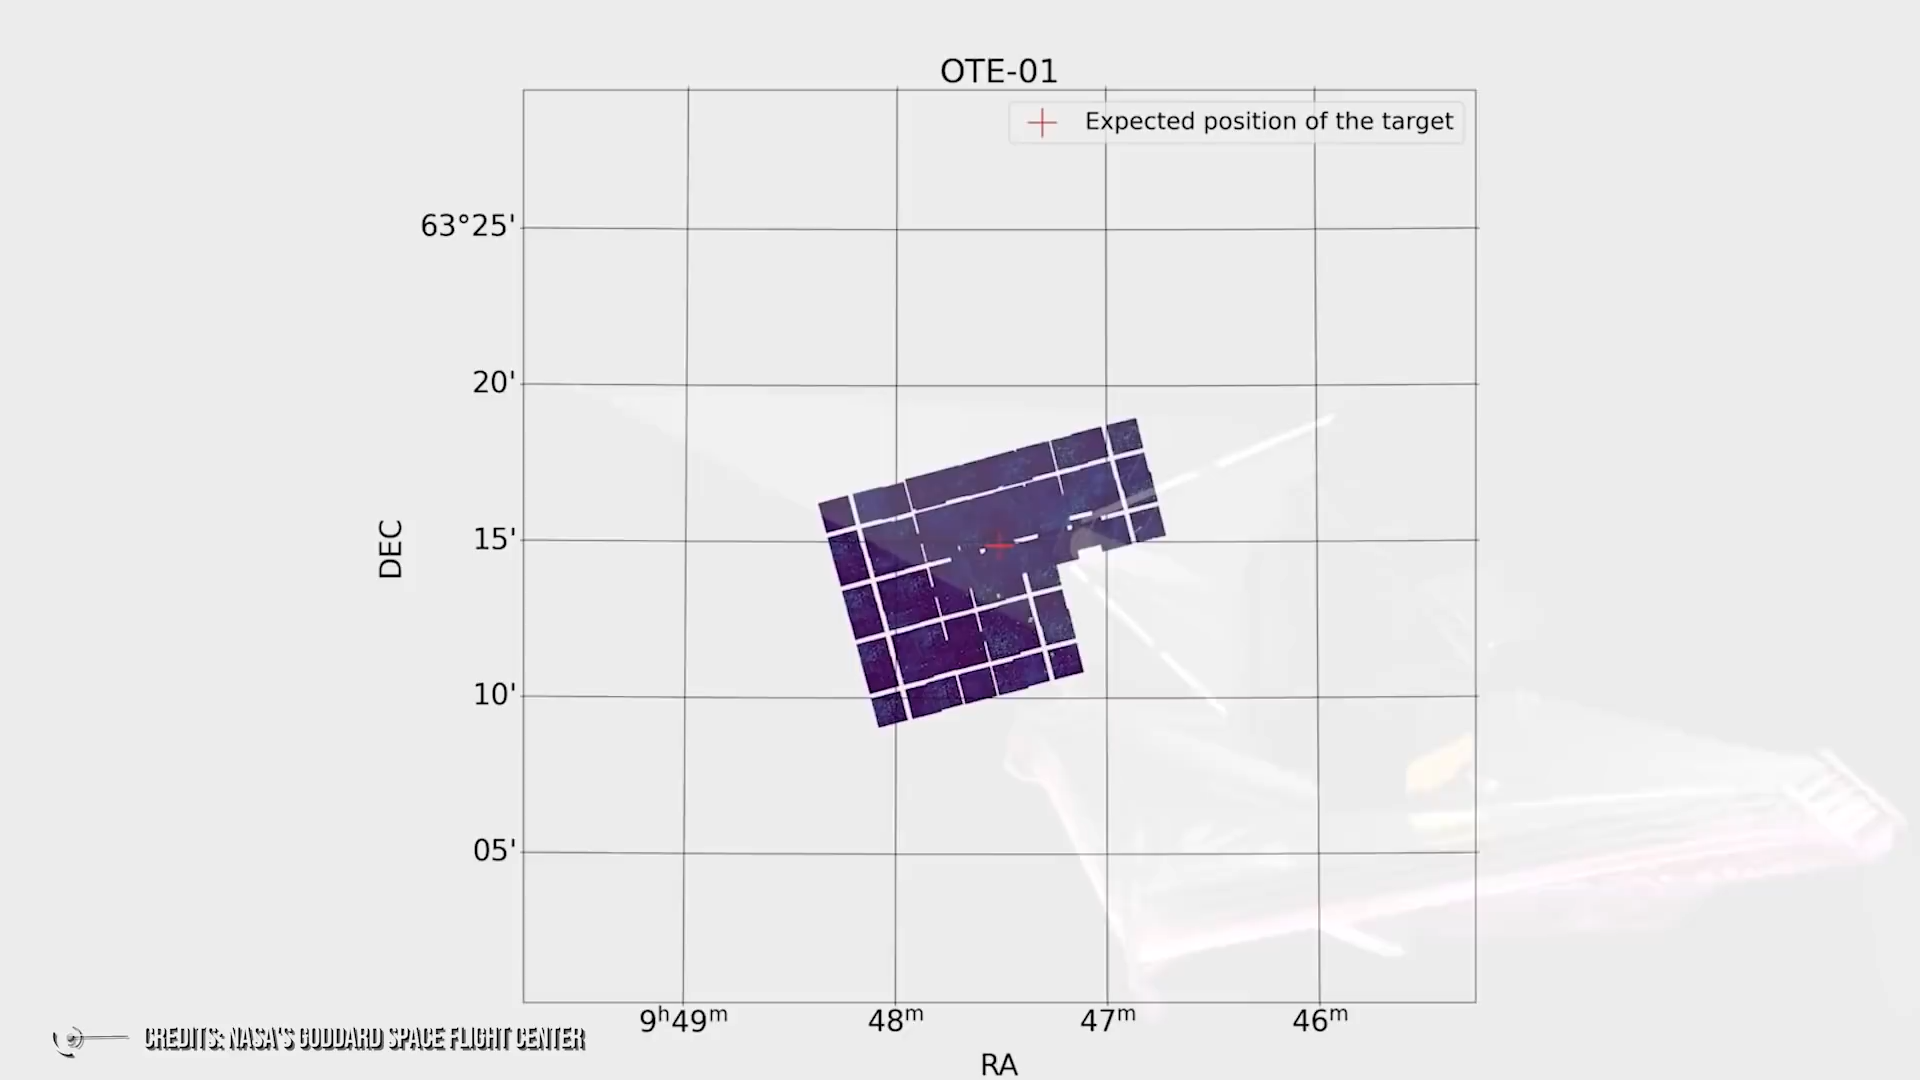 OTE-01
Expected position of the target
63°25'
20'
15'
10'
05'
DEC
9ʰ49ᵐ
48ᵐ
47ᵐ
46ᵐ
RA
CREDITS: NASA'S GODDARD SPACE FLIGHT CENTER